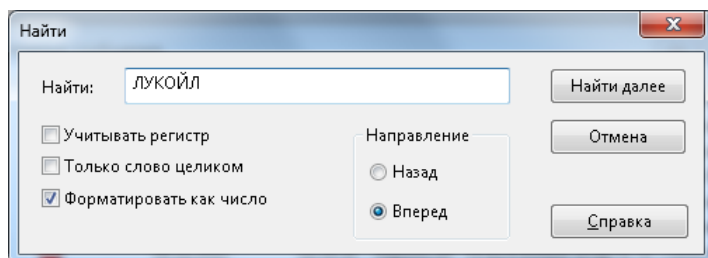 Найти
Найти: ЛУКОЙЛ Найти далее
Учитывать регистр Направление Отмена
Только слово целиком Назад
Форматировать как число Вперед Справка